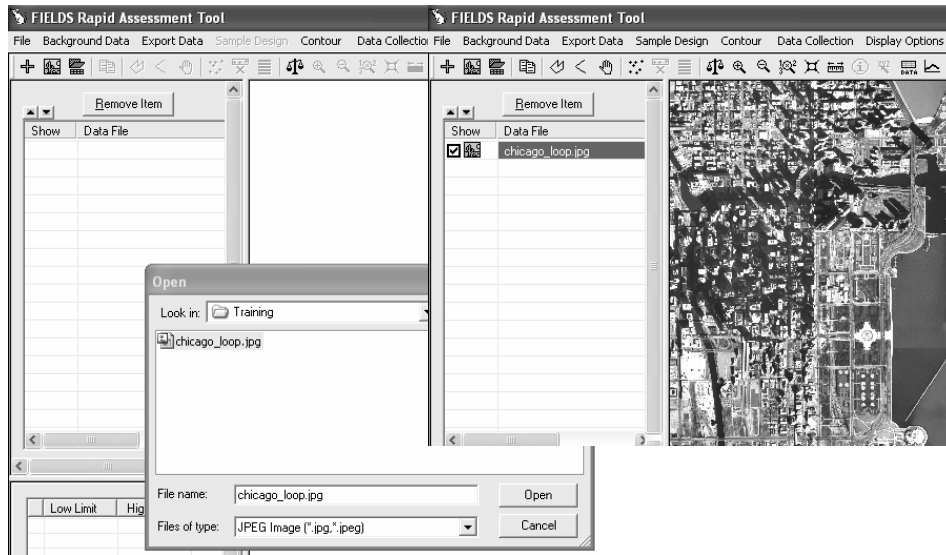 FIELDS Rapid Assessment Tool
File Background Data Export Data Sample Design Contour Data Collectio
Remove Item
Show Data File
Open
Look in: Training
chicago_loop.jpg
File name: chicago_loop.jpg Open
Files of type: JPEG Image (*.jpg,*.jpeg) Cancel
Low Limit Hig
FIELDS Rapid Assessment Tool
File Background Data Export Data Sample Design Contour Data Collection Display Options
DATA
Remove Item
Show Data File
chicago_loop.jpg